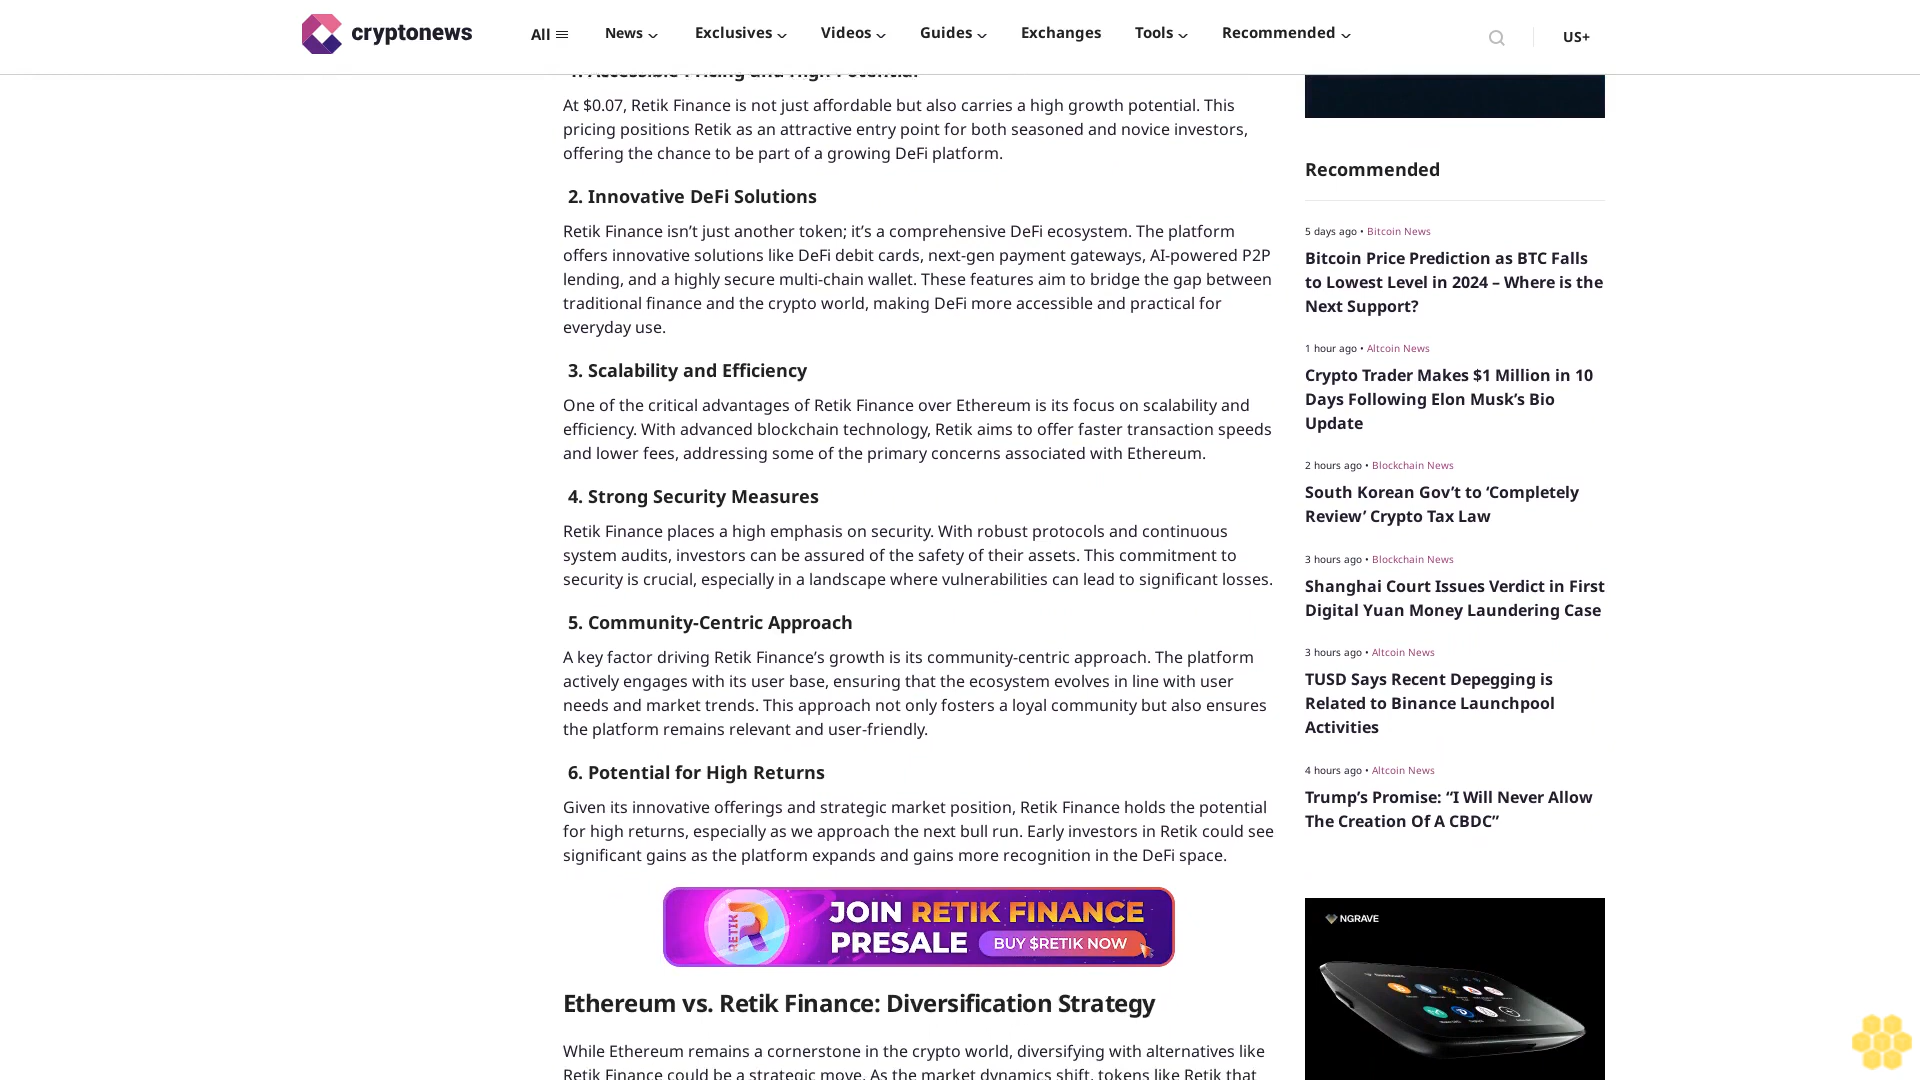 cryptonews
All
News
Exclusives
Videos
Guides
Exchanges
Tools
Recommended
US+
1. Accessible Pricing and High Potential
At $0.07, Retik Finance is not just affordable but also carries a high growth potential. This
pricing positions Retik as an attractive entry point for both seasoned and novice investors,
offering the chance to be part of a growing DeFi platform.
2. Innovative DeFi Solutions
Retik Finance isn’t just another token; it’s a comprehensive DeFi ecosystem. The platform
offers innovative solutions like DeFi debit cards, next-gen payment gateways, AI-powered P2P
lending, and a highly secure multi-chain wallet. These features aim to bridge the gap between
traditional finance and the crypto world, making DeFi more accessible and practical for
everyday use.
3. Scalability and Efficiency
One of the critical advantages of Retik Finance over Ethereum is its focus on scalability and
efficiency. With advanced blockchain technology, Retik aims to offer faster transaction speeds
and lower fees, addressing some of the primary concerns associated with Ethereum.
4. Strong Security Measures
Retik Finance places a high emphasis on security. With robust protocols and continuous
system audits, investors can be assured of the safety of their assets. This commitment to
security is crucial, especially in a landscape where vulnerabilities can lead to significant losses.
5. Community-Centric Approach
A key factor driving Retik Finance’s growth is its community-centric approach. The platform
actively engages with its user base, ensuring that the ecosystem evolves in line with user
needs and market trends. This approach not only fosters a loyal community but also ensures
the platform remains relevant and user-friendly.
6. Potential for High Returns
Given its innovative offerings and strategic market position, Retik Finance holds the potential
for high returns, especially as we approach the next bull run. Early investors in Retik could see
significant gains as the platform expands and gains more recognition in the DeFi space.
RETIK
JOIN RETIK FINANCE
PRESALE BUY $RETIK NOW
Ethereum vs. Retik Finance: Diversification Strategy
While Ethereum remains a cornerstone in the crypto world, diversifying with alternatives like
Retik Finance could be a strategic move. As the market dynamics shift, tokens like Retik that
Recommended
5 days ago • Bitcoin News
Bitcoin Price Prediction as BTC Falls
to Lowest Level in 2024 – Where is the
Next Support?
1 hour ago • Altcoin News
Crypto Trader Makes $1 Million in 10
Days Following Elon Musk’s Bio
Update
2 hours ago • Blockchain News
South Korean Gov’t to ‘Completely
Review’ Crypto Tax Law
3 hours ago • Blockchain News
Shanghai Court Issues Verdict in First
Digital Yuan Money Laundering Case
3 hours ago • Altcoin News
TUSD Says Recent Depegging is
Related to Binance Launchpool
Activities
4 hours ago • Altcoin News
Trump’s Promise: “I Will Never Allow
The Creation Of A CBDC”
NGRAVE